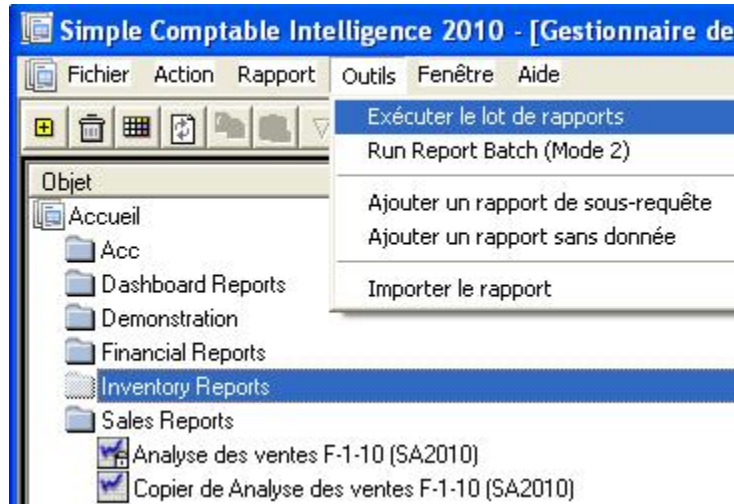 Simple Comptable Intelligence 2010 - [Gestionnaire de
Fichier Action Rapport Outils Fenêtre Aide
Exécuter le lot de rapports
Run Report Batch (Mode 2)
Ajouter un rapport de sous-requête
Ajouter un rapport sans donnée
Importer le rapport
Objet
Accueil
Acc
Dashboard Reports
Demonstration
Financial Reports
Inventory Reports
Sales Reports
Analyse des ventes F-1-10 (SA2010)
Copier de Analyse des ventes F-1-10 (SA2010)